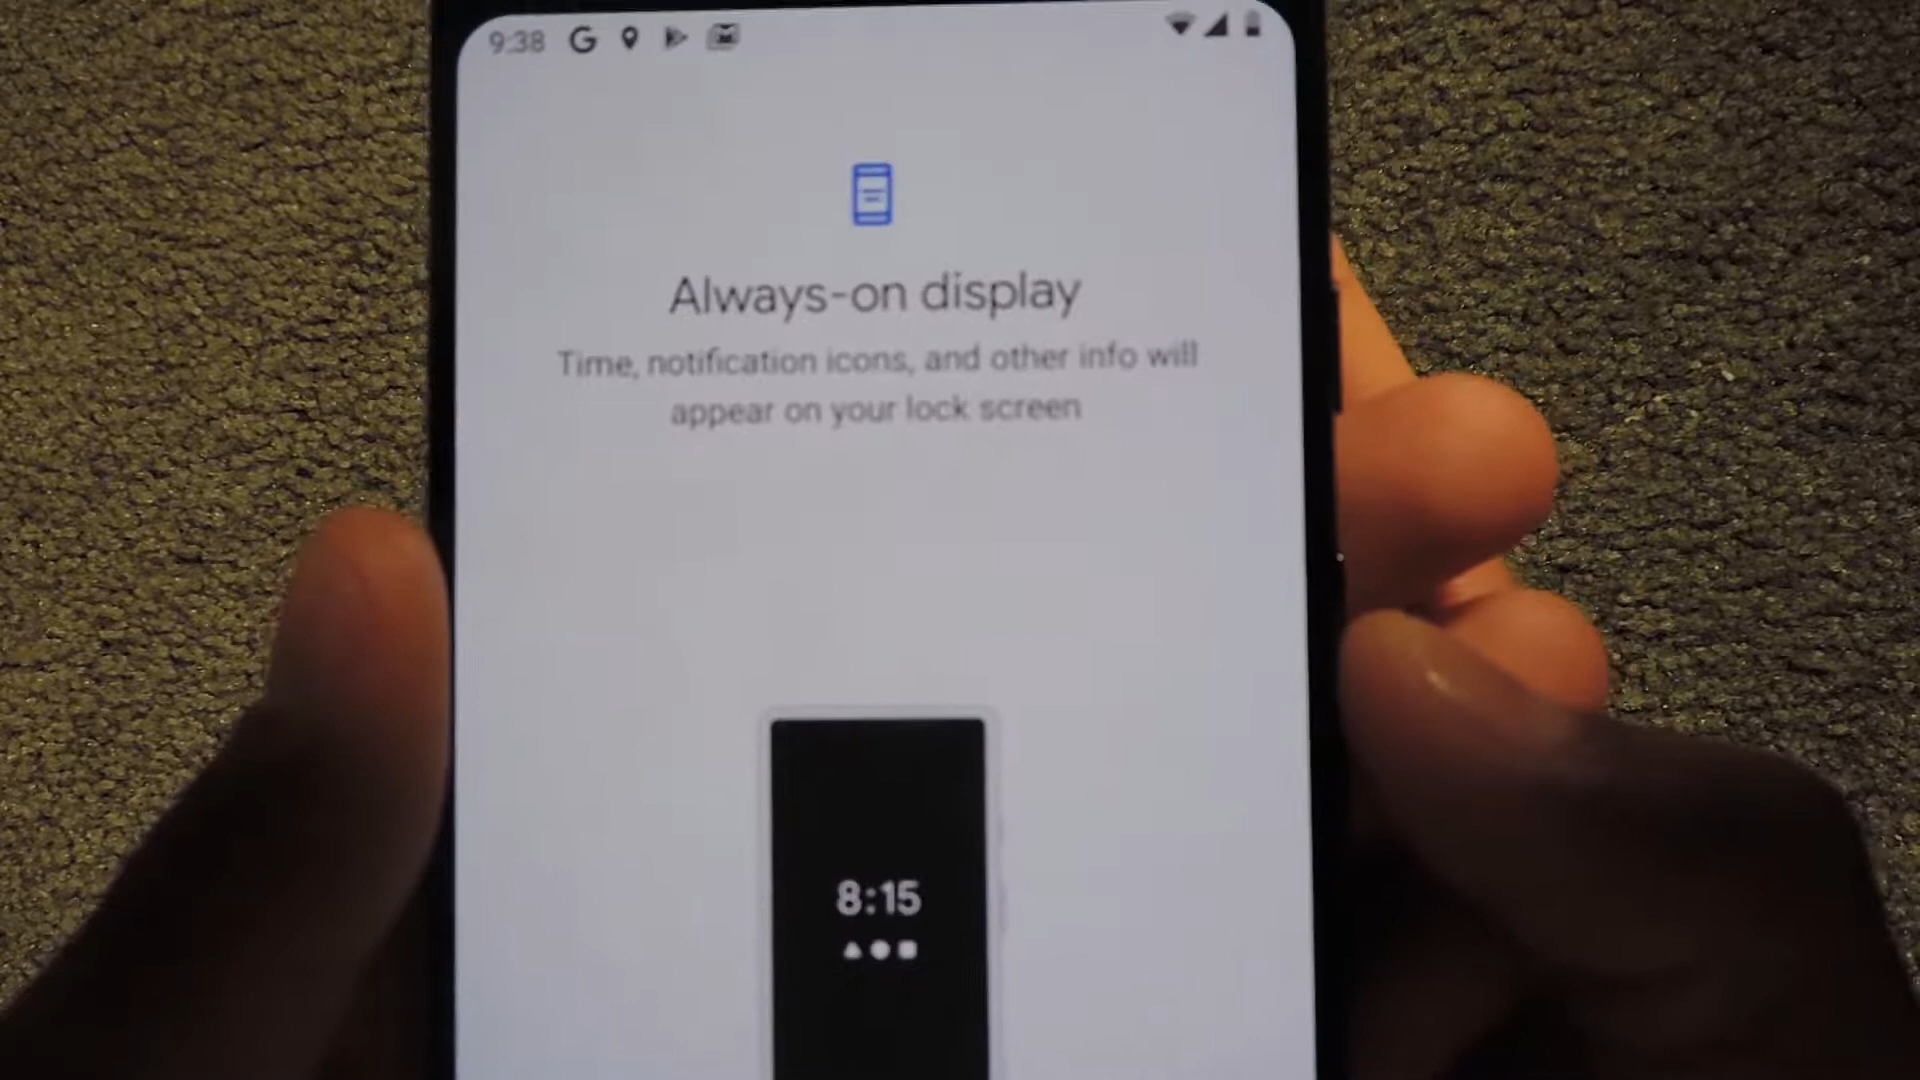 9:38 G
Always-on display
Time, notification icons, and other info will
appear on your lock screen
8:15